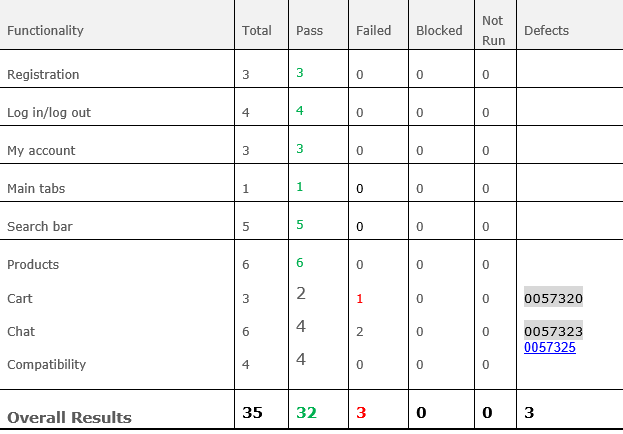 Functionality Total Pass Failed Blocked Not Run Defects
Registration 3 3 0 0 0
Log in/log out 4 4 0 0 0
My account 3 3 0 0 0
Main tabs 1 1 0 0 0
Search bar 5 5 0 0 0
Products 6 6 0 0 0
Cart 3 2 1 0 0 0057320
Chat 6 4 2 0 0 0057323
0057325
Compatibility 4 4 0 0 0
Overall Results 35 32 3 0 0 3